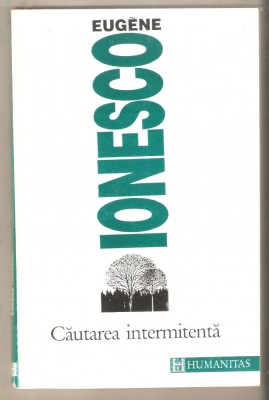 EUGÈNE
IONESCO
Căutarea intermitentă
HUMANITAS